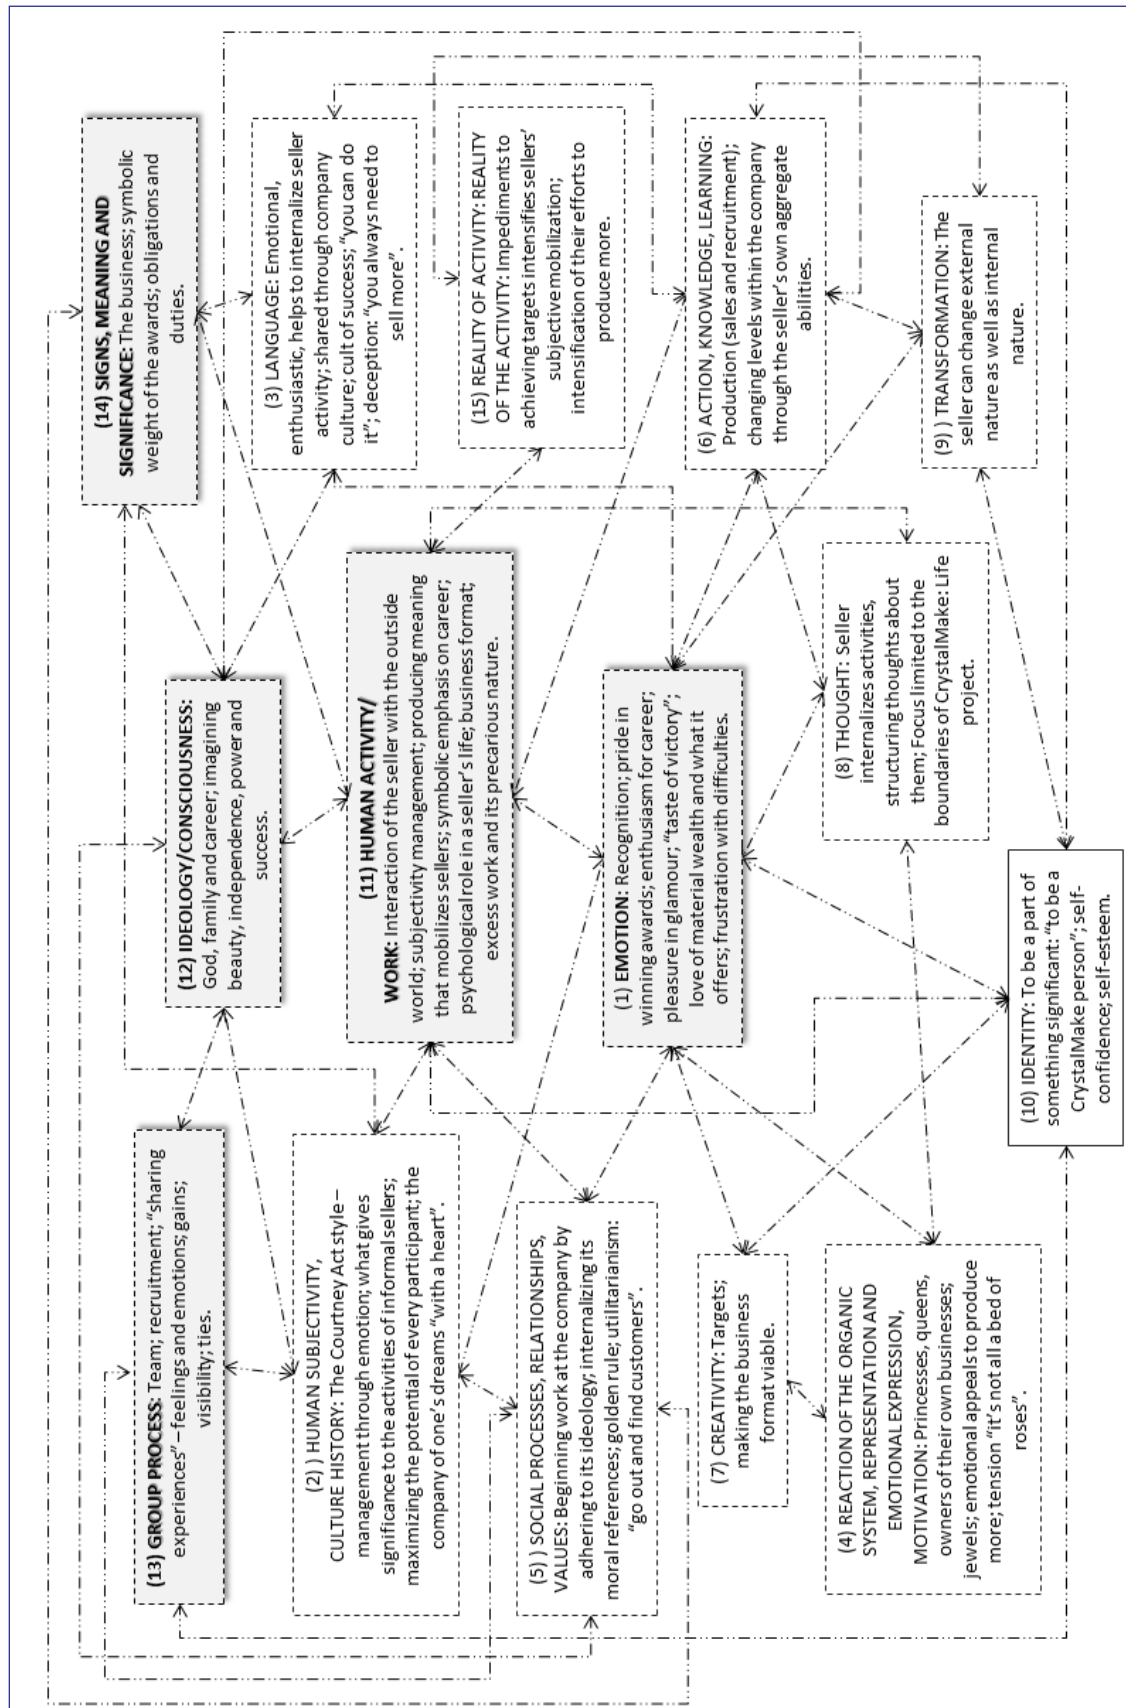 (13) GROUP PROCESS: Team; recruitment; “sharing
experiences”—feelings and emotions; gains;
visibility; ties.
(12) IDEOLOGY/CONSCIOUSNESS:
God, family and career; imagining
beauty, independence, power and
success.
(14) SIGNS, MEANING AND
SIGNIFICANCE: The business; symbolic
weight of the awards; obligations and
duties.
(2) ) HUMAN SUBJECTIVITY,
CULTURE HISTORY: The Courtney Act style—
management through emotion; what gives
significance to the activities of informal sellers;
maximizing the potential of every participant; the
company of one’s dreams “with a heart”.
(11) HUMAN ACTIVITY/
WORK: Interaction of the seller with the outside
world; subjectivity management; producing meaning
that mobilizes sellers; symbolic emphasis on career;
psychological role in a seller’s life; business format;
excess work and its precarious nature.
(3) LANGUAGE: Emotional,
enthusiastic, helps to internalize seller
activity; shared through company
culture; cult of success; “you can do
it”; deception: “you always need to
sell more”.
(5) ) SOCIAL PROCESSES, RELATIONSHIPS,
VALUES: Beginning work at the company by
adhering to its ideology; internalizing its
moral references; golden rule; utilitarianism:
“go out and find customers”.
(1) EMOTION: Recognition; pride in
winning awards; enthusiasm for career;
pleasure in glamour; “taste of victory”;
love of material wealth and what it
offers; frustration with difficulties.
(15) REALITY OF ACTIVITY: REALITY
OF THE ACTIVITY: Impediments to
achieving targets intensifies sellers’
subjective mobilization;
intensification of their efforts to
produce more.
(7) CREATIVITY: Targets;
making the business
format viable.
(6) ACTION, KNOWLEDGE, LEARNING:
Production (sales and recruitment);
changing levels within the company
through the seller’s own aggregate
abilities.
(4) REACTION OF THE ORGANIC
SYSTEM, REPRESENTATION AND
EMOTIONAL EXPRESSION,
MOTIVATION: Princesses, queens,
owners of their own businesses;
jewels; emotional appeals to produce
more; tension “it’s not all a bed of
roses”.
(8) THOUGHT: Seller
internalizes activities,
structuring thoughts about
them; Focus limited to the
boundaries of CrystalMake: Life
project.
(9) ) TRANSFORMATION: The
seller can change external
nature as well as internal
nature.
(10) IDENTITY: To be a part of
something significant: “to be a
CrystalMake person”; self-
confidence; self-esteem.